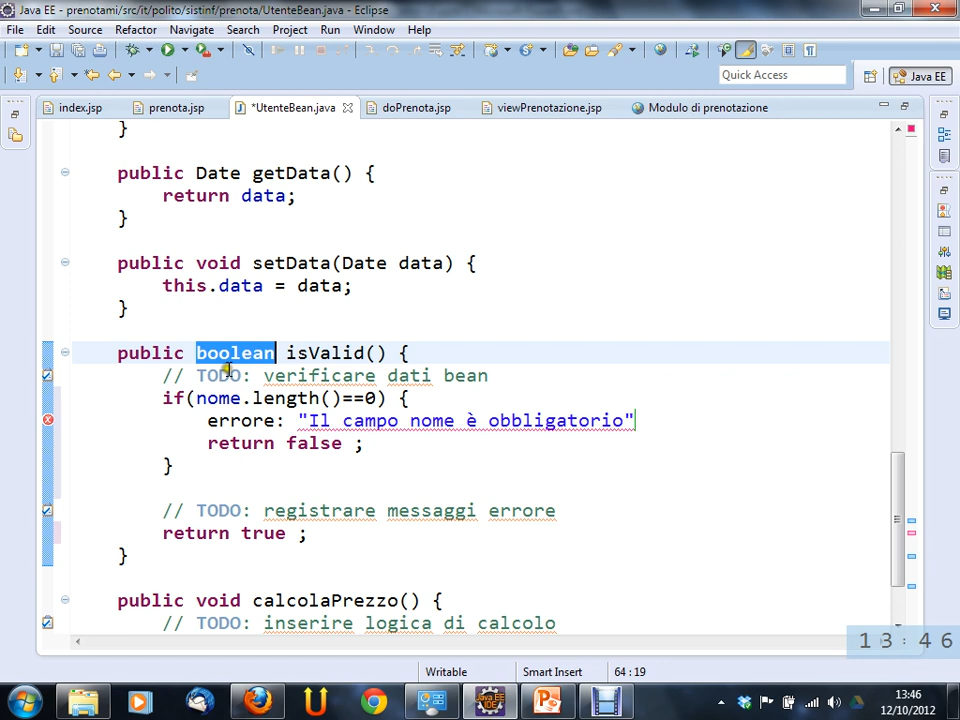 Java EE - prenotami/src/it/polito/sistinf/prenota/UtenteBean.java - Eclipse
File Edit Source Refactor Navigate Search Project Run Window Help
Quick Access
Java EE
index.jsp prenota.jsp *UtenteBean.java doPrenota.jsp viewPrenotazione.jsp Modulo di prenotazione
}
public Date getData() {
return data;
}
public void setData(Date data) {
this.data = data;
}
public boolean isValid() {
// TODO: verificare dati bean
if(nome.length()==0) {
errore: "Il campo nome è obbligatorio"
return false ;
}
// TODO: registrare messaggi errore
return true ;
}
public void calcolaPrezzo() {
// TODO: inserire logica di calcolo
13:46
Writable Smart Insert 64 : 19
13:46
12/10/2012